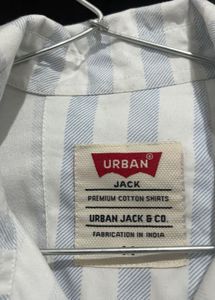 URBAN®
JACK
PREMIUM COTTON SHIRTS
URBAN JACK & CO.
FABRICATION IN INDIA